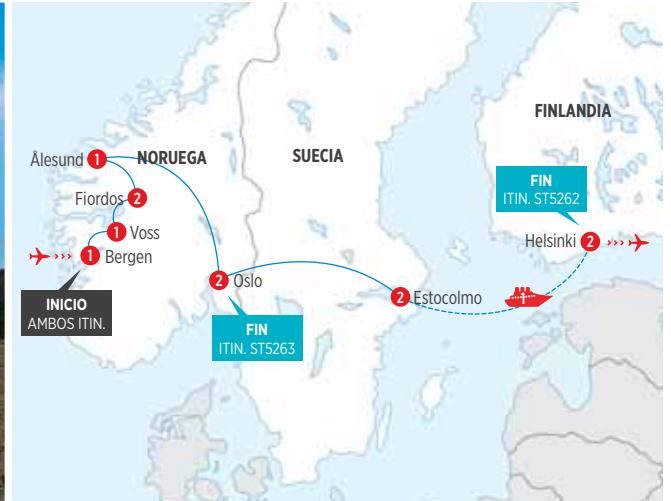 FINLANDIA
Ålesund 1 NORUEGA
SUECIA
FIN
ITIN. ST5262
Fiordos 2
1 Voss
Helsinki 2
1 Bergen
2 Oslo
2 Estocolmo
1
INICIO
AMBOS ITIN.
FIN
ITIN. ST5263